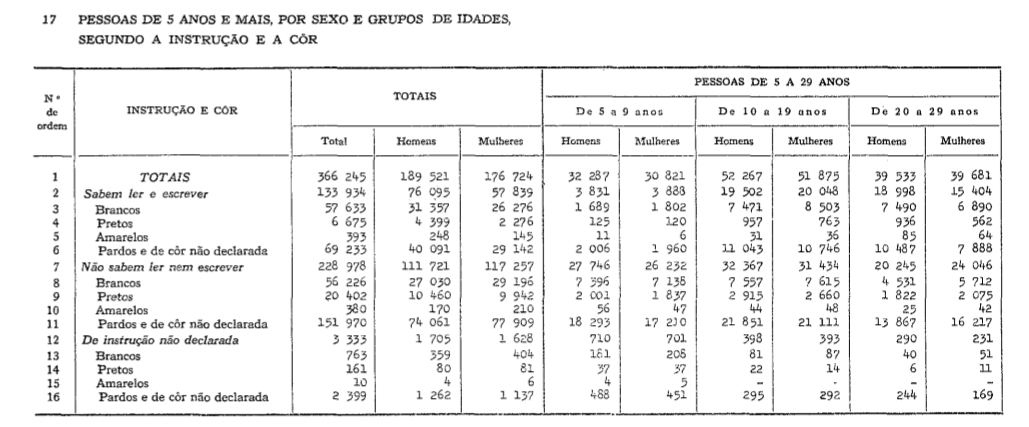 17 PESSOAS DE 5 ANOS E MAIS, POR SEXO E GRUPOS DE IDADES,
SEGUNDO A INSTRUÇÃO E A CÔR
Nº de ordem INSTRUÇÃO E CÔR TOTAIS PESSOAS DE 5 A 29 ANOS
De 5 a 9 anos De 10 a 19 anos De 20 a 29 anos
Total Homens Mulheres Homens Mulheres Homens Mulheres Homens Mulheres
1 TOTAIS 366 245 189 521 176 724 32 287 30 821 52 267 51 875 39 533 39 681
2 Sabem ler e escrever 133 934 76 095 57 839 3 831 3 888 19 502 20 048 18 998 15 404
3 Brancos 57 633 31 357 26 276 1 689 1 802 7 471 8 503 7 490 6 890
4 Pretos 6 675 4 399 2 276 125 120 957 763 936 562
5 Amarelos 393 248 145 11 6 31 36 85 64
6 Pardos e de côr não declarada 69 233 40 091 29 142 2 006 1 960 11 043 10 746 10 487 7 888
7 Não sabem ler nem escrever 228 978 111 721 117 257 27 746 26 232 32 367 31 434 20 245 24 046
8 Brancos 56 226 27 030 29 196 7 396 7 138 7 557 7 615 4 531 5 712
9 Pretos 20 402 10 460 9 942 2 001 1 837 2 915 2 660 1 822 2 075
10 Amarelos 380 170 210 56 47 44 48 25 42
11 Pardos e de côr não declarada 151 970 74 061 77 909 18 293 17 210 21 851 21 111 13 867 16 217
12 De instrução não declarada 3 333 1 705 1 628 710 701 398 393 290 231
13 Brancos 763 359 404 181 208 81 87 40 51
14 Pretos 161 80 81 37 37 22 14 6 11
15 Amarelos 10 4 6 4 5 - - - -
16 Pardos e de côr não declarada 2 399 1 262 1 137 488 451 295 292 244 169